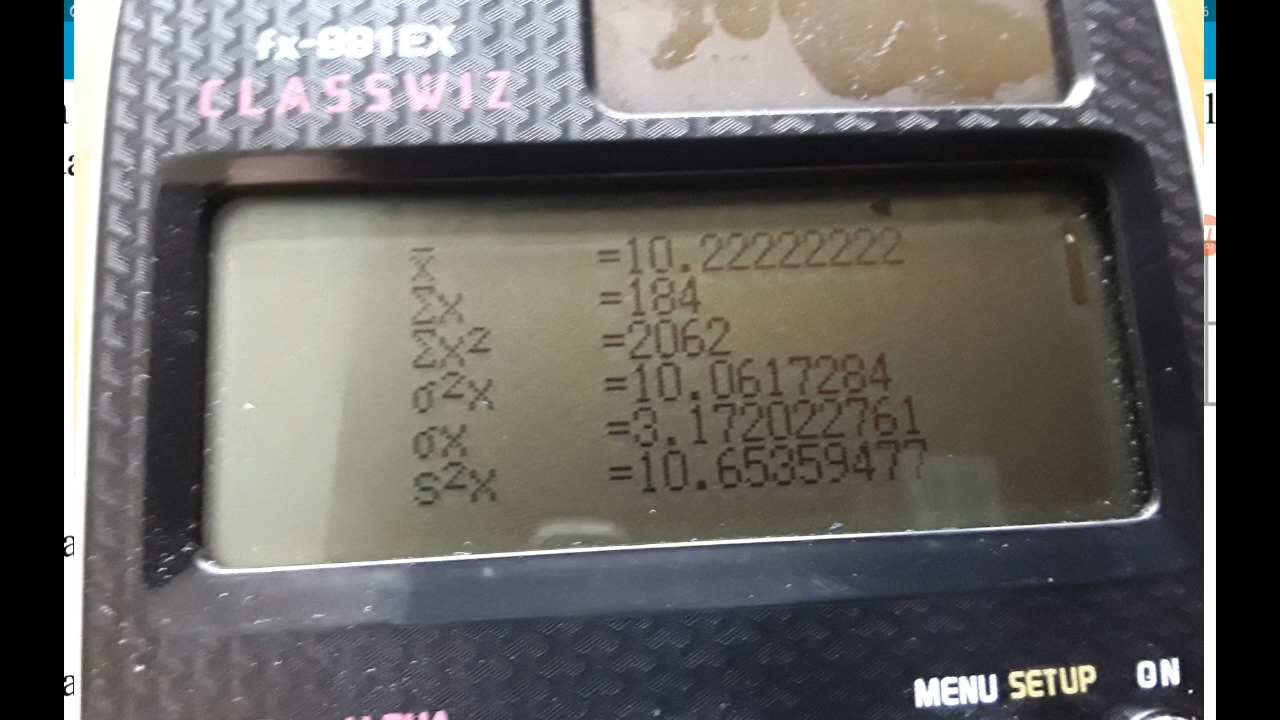 fx-991EX
CLASSWIZ
x̄ =10.22222222
Σx =184
Σx² =2062
σ²x =10.0617284
σx =3.172022761
s²x =10.65359477
MENU SETUP ON